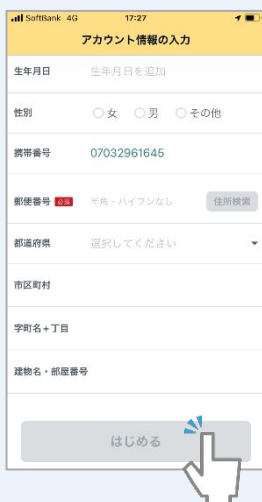 SoftBank 4G 17:27
アカウント情報の入力
生年月日 生年月日を追加
性別 女 男 その他
携帯番号 07032961645
郵便番号 必須 半角・ハイフンなし 住所検索
都道府県 選択してください
市区町村
字町名+丁目
建物名・部屋番号
はじめる